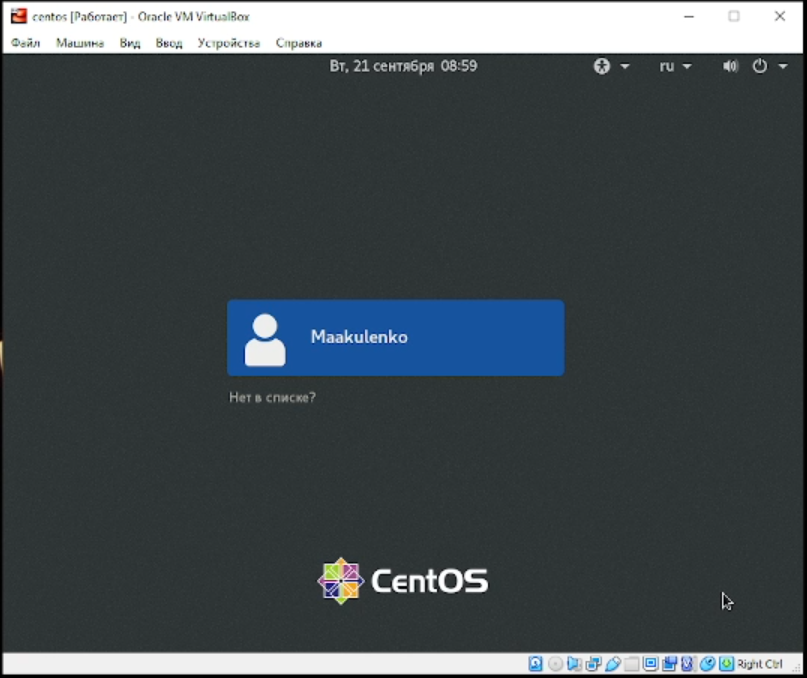 centos [Работает] - Oracle VM VirtualBox
Файл Машина Вид Ввод Устройства Справка
Вт, 21 сентября 08:59 ru
Maakulenko
Нет в списке?
CentOS
Right Ctrl